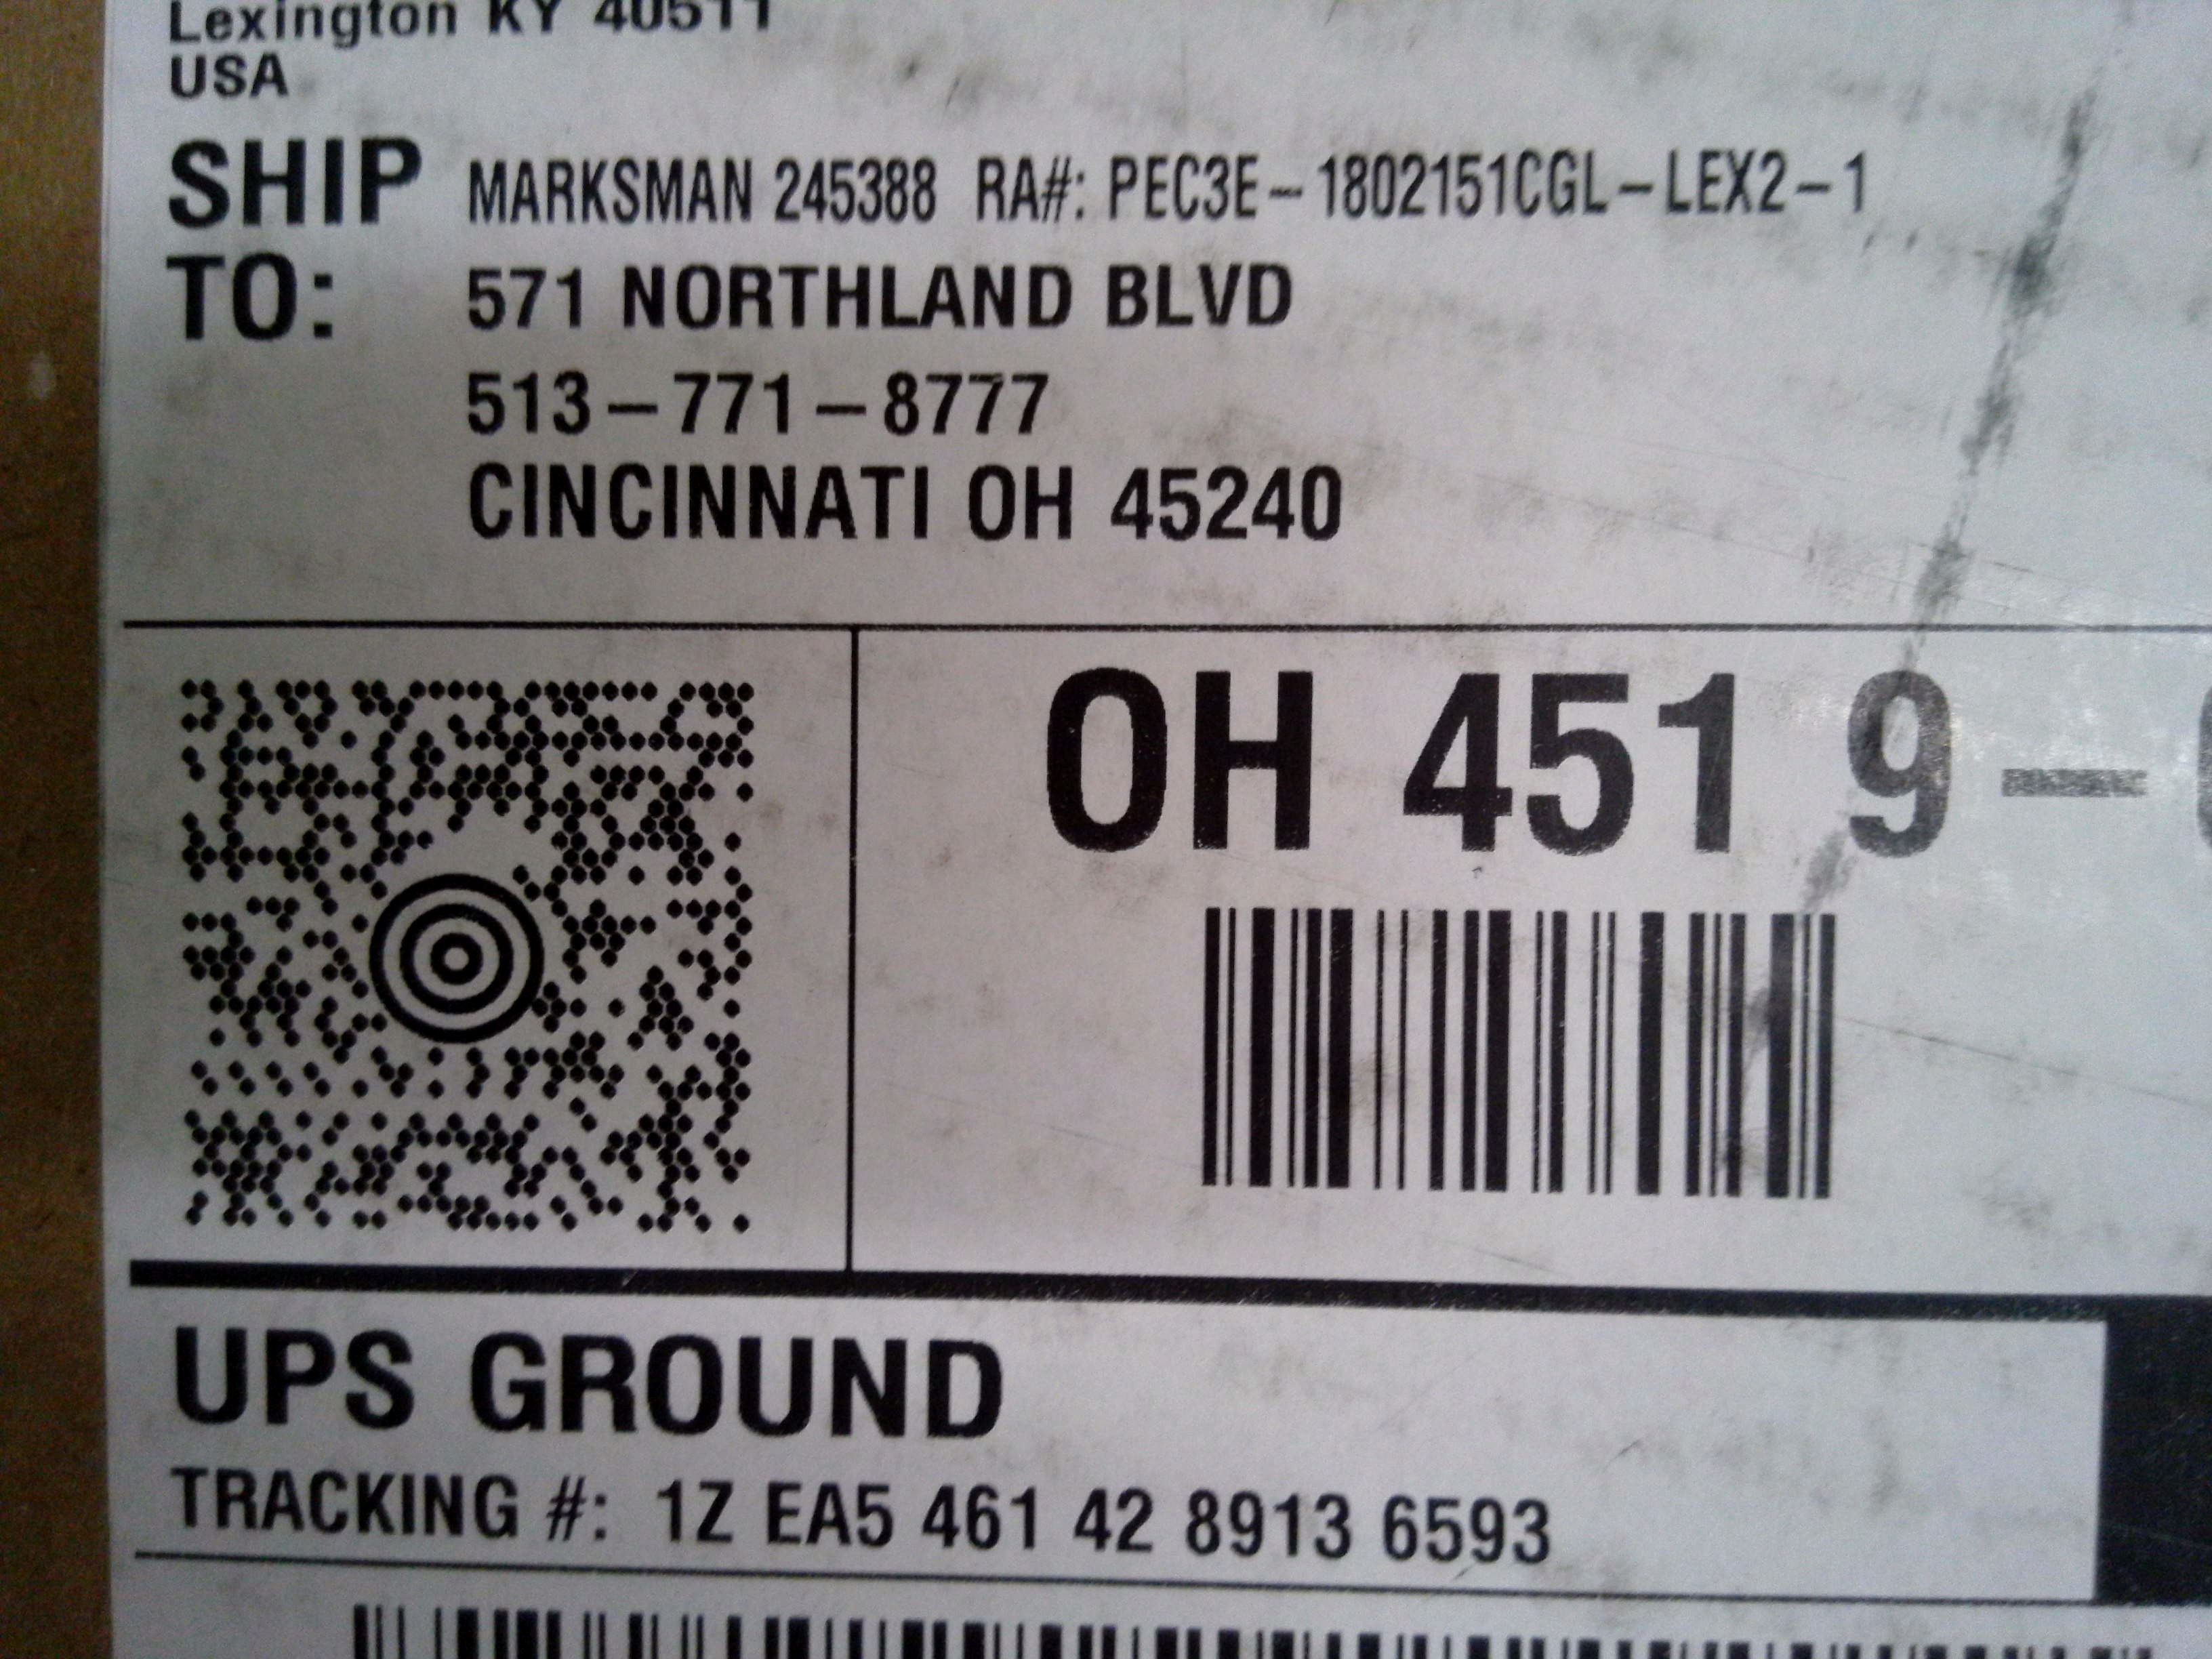 Lexington KY 40511
USA
SHIP TO: MARKSMAN 245388 RA#: PEC3E-1802151CGL-LEX2-1
571 NORTHLAND BLVD
513-771-8777
CINCINNATI OH 45240
OH 451 9-
UPS GROUND
TRACKING #: 1Z EA5 461 42 8913 6593